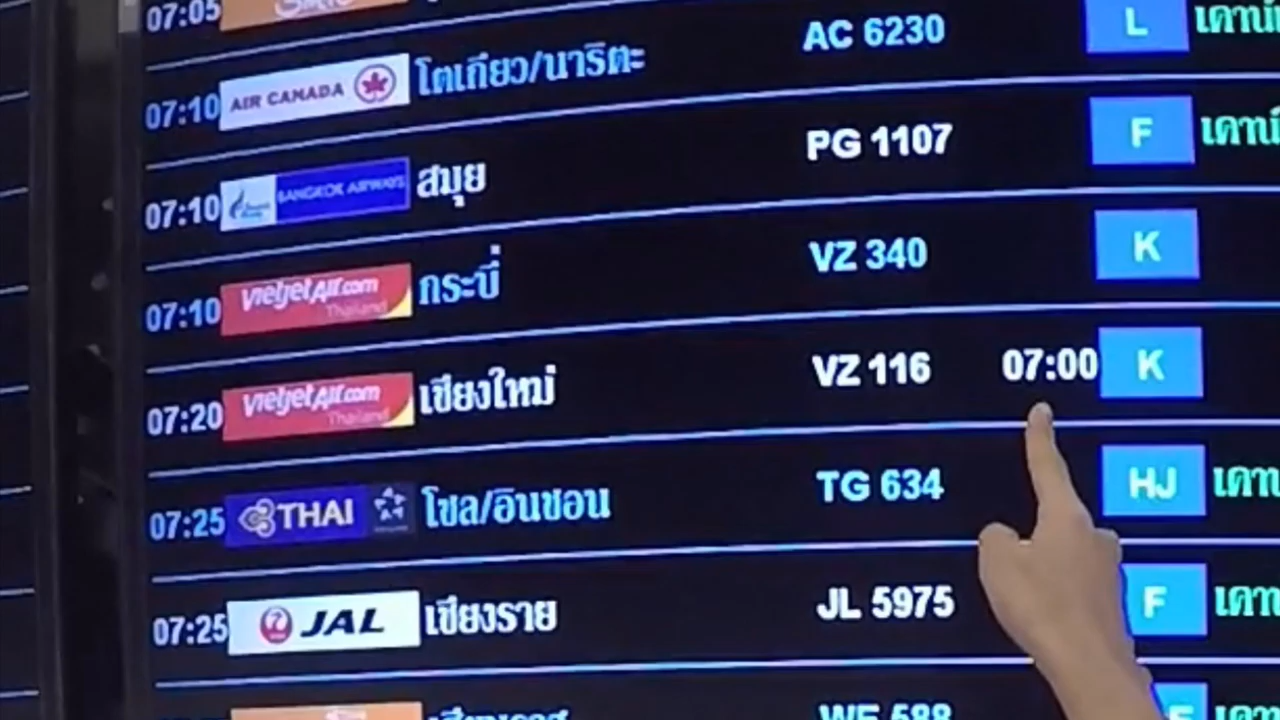 07:05
07:10 AIR CANADA โตเกียว/นาริตะ AC 6230 L
07:10 BANGKOK AIRWAYS สมุย PG 1107 F
07:10 VietjetAir.com Thailand กระบี่ VZ 340 K
07:20 VietjetAir.com Thailand เชียงใหม่ VZ 116 07:00 K
07:25 THAI โซล/อินชอน TG 634 HJ
07:25 JAL เชียงราย JL 5975 F
WE 588